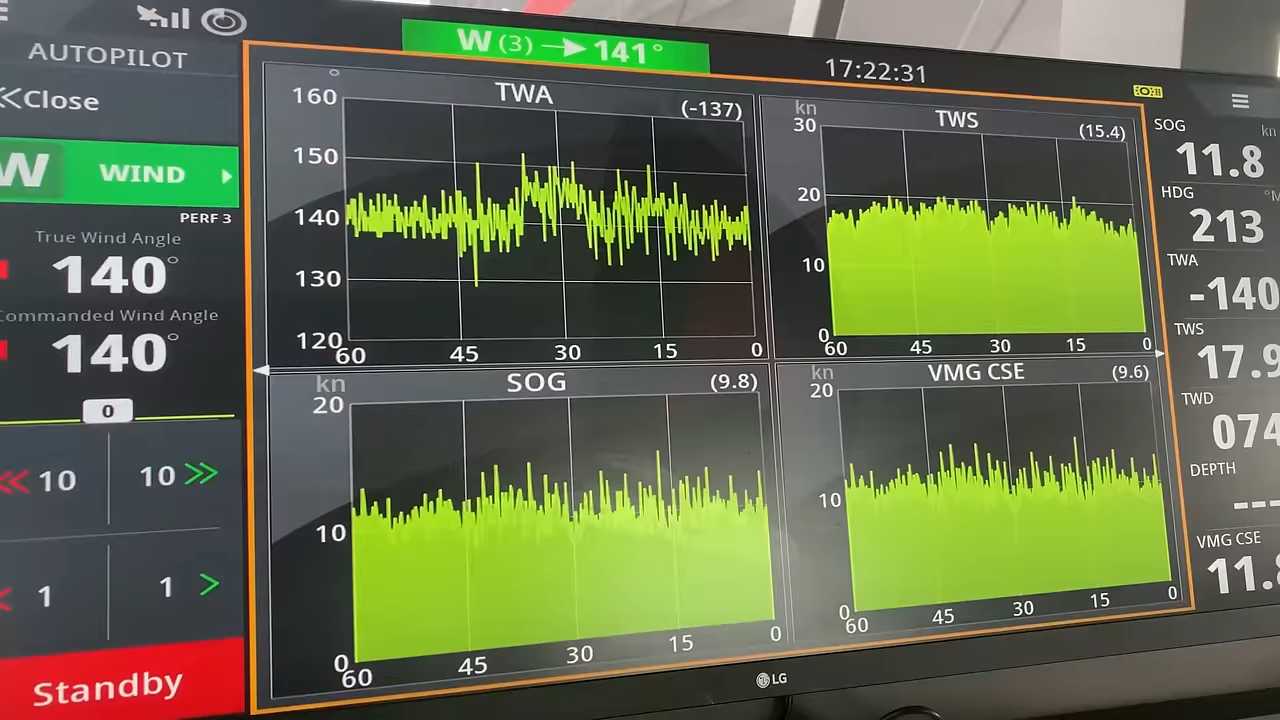 W (3) 141°
17:22:31
AUTOPILOT
Close
W WIND
PERF 3
True Wind Angle
140°
Commanded Wind Angle
140°
0
10 10
1 1
Standby
TWA (-137)
°
160
150
140
130
120
60 45 30 15 0
TWS (15.4)
kn
30
20
10
0
60 45 30 15 0
SOG (9.8)
kn
20
10
0
60 45 30 15 0
VMG CSE (9.6)
kn
20
10
0
60 45 30 15 0
SOG kn
11.8
HDG °M
213
TWA
-140
TWS
17.9
TWD
074
DEPTH
---
VMG CSE
LG